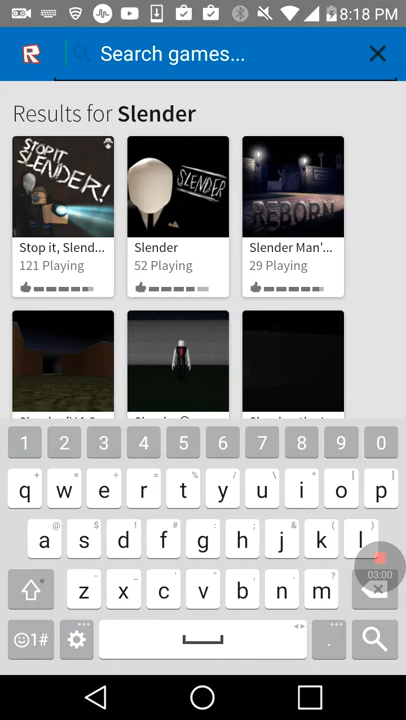 8:18 PM
Search games...
Results for Slender
STOP IT, SLENDER!
SLENDER
REBORN
Stop it, Slend...
Slender
Slender Man'...
121 Playing
52 Playing
29 Playing
1 2 3 4 5 6 7 8 9 0
q w e r t y u i o p
a s d f g h j k l
03:00
z x c v b n m
1#
.